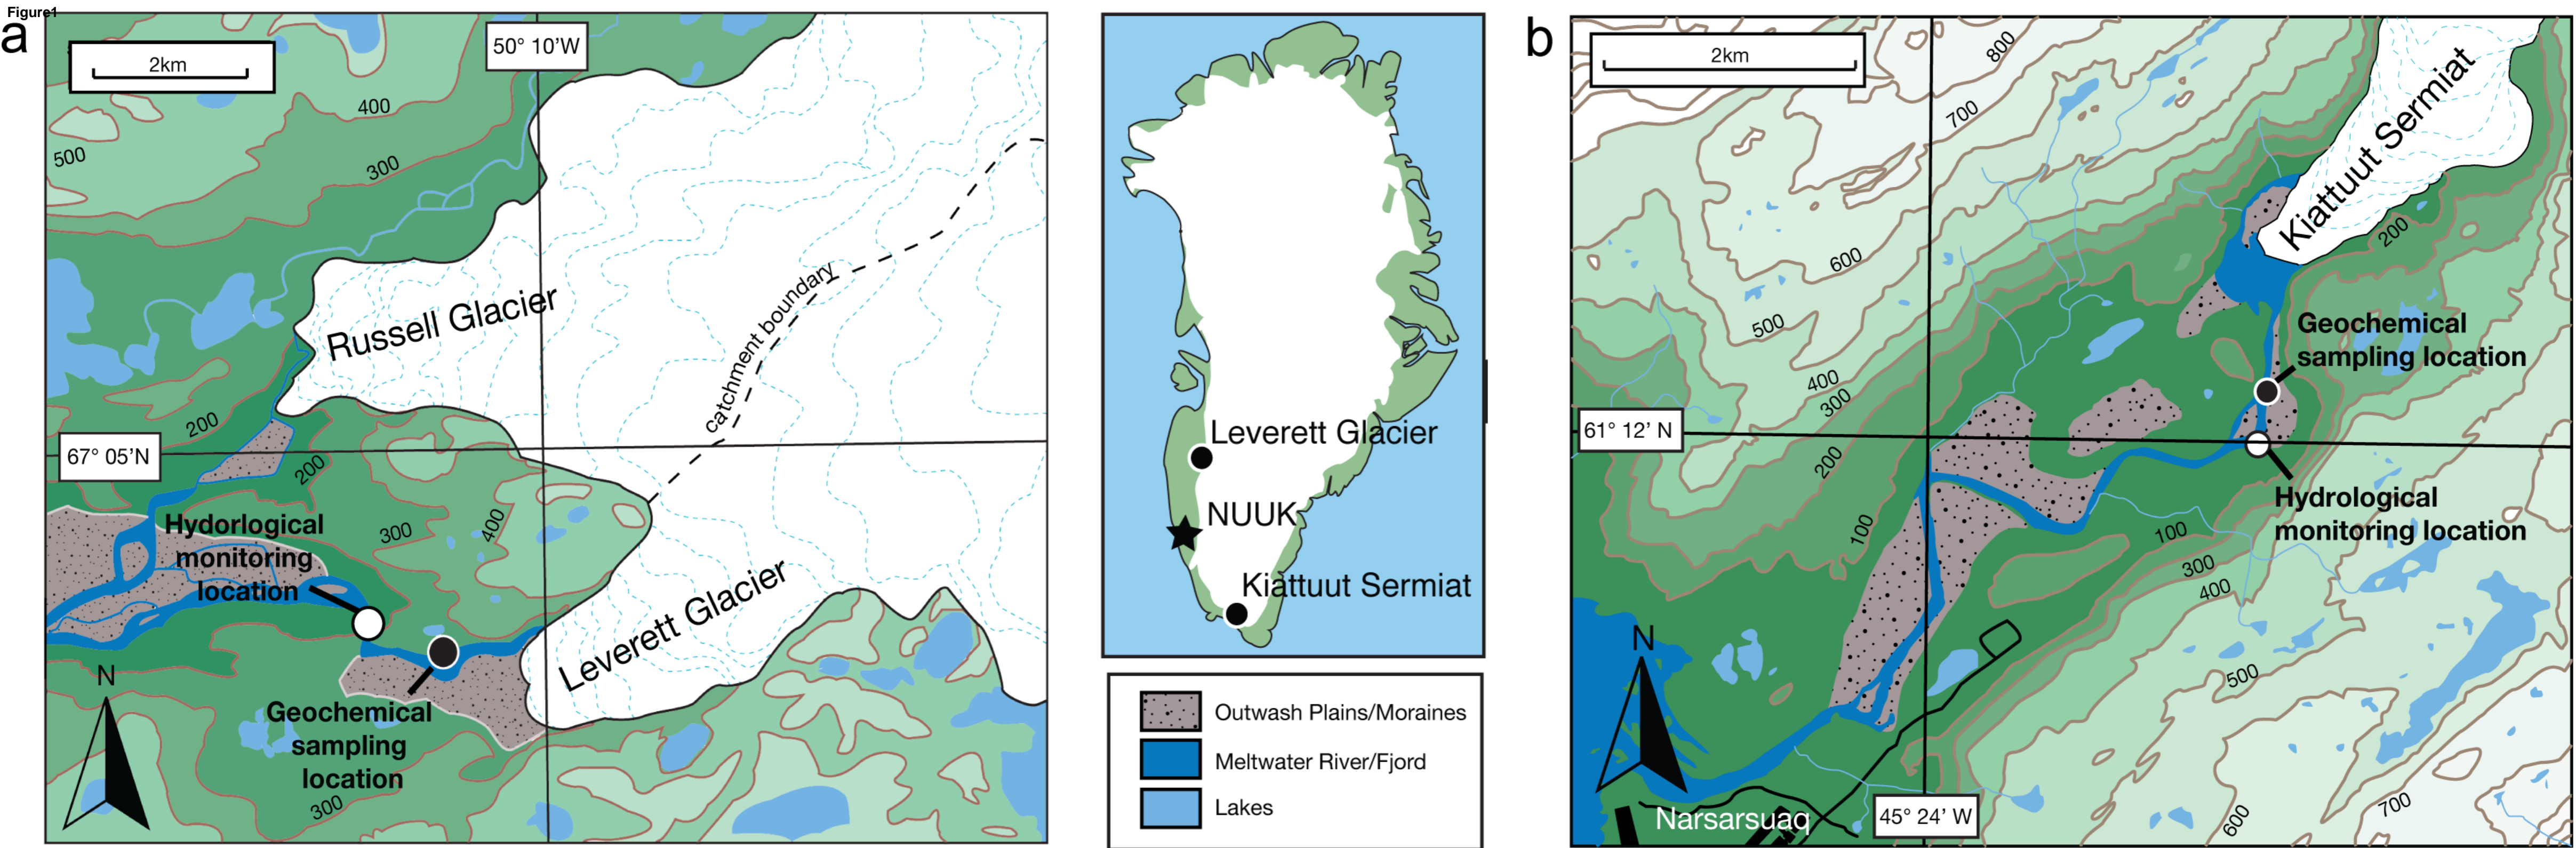 Figure1
a
2km
50° 10'W
400
500
300
Russell Glacier
catchment boundary
200
67° 05'N
200
Hydorlogical
monitoring
location
300
400
Leverett Glacier
N
Geochemical
sampling
location
300
Leverett Glacier
NUUK
Kiattuut Sermiat
Outwash Plains/Moraines
Meltwater River/Fjord
Lakes
b
2km
800
700
Kiattuut Sermiat
200
600
500
Geochemical
sampling location
400
300
61° 12' N
200
Hydrological
monitoring location
100
100
300
400
N
500
Narsarsuaq
45° 24' W
600
700